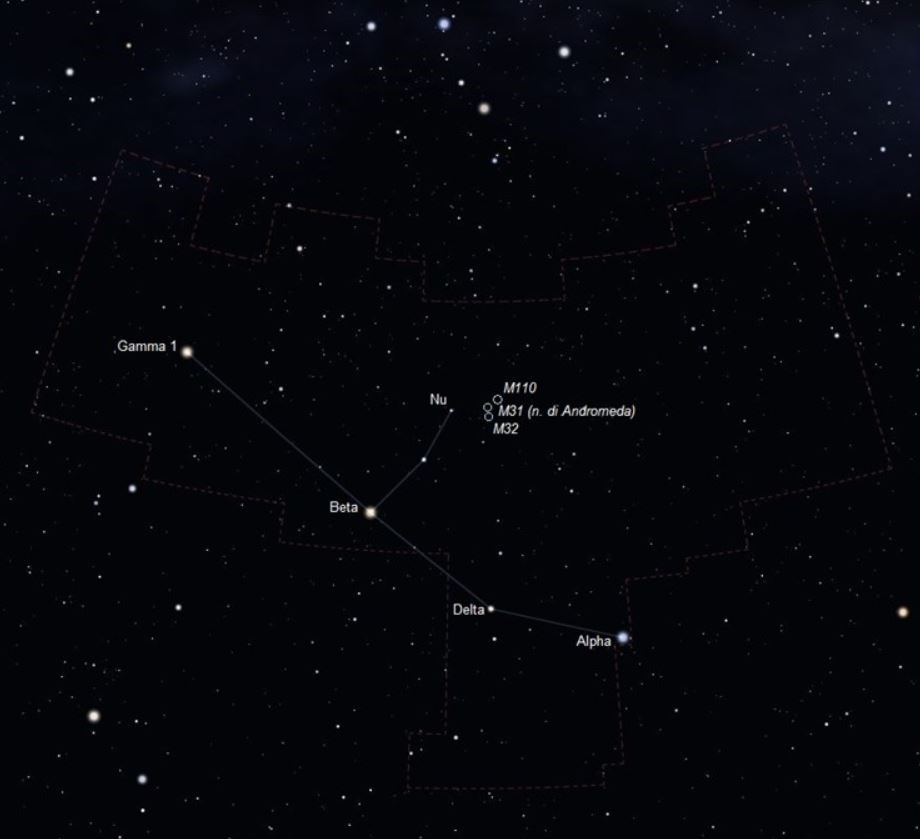 Gamma 1
M110
Nu
M31 (n. di Andromeda)
M32
Beta
Delta
Alpha